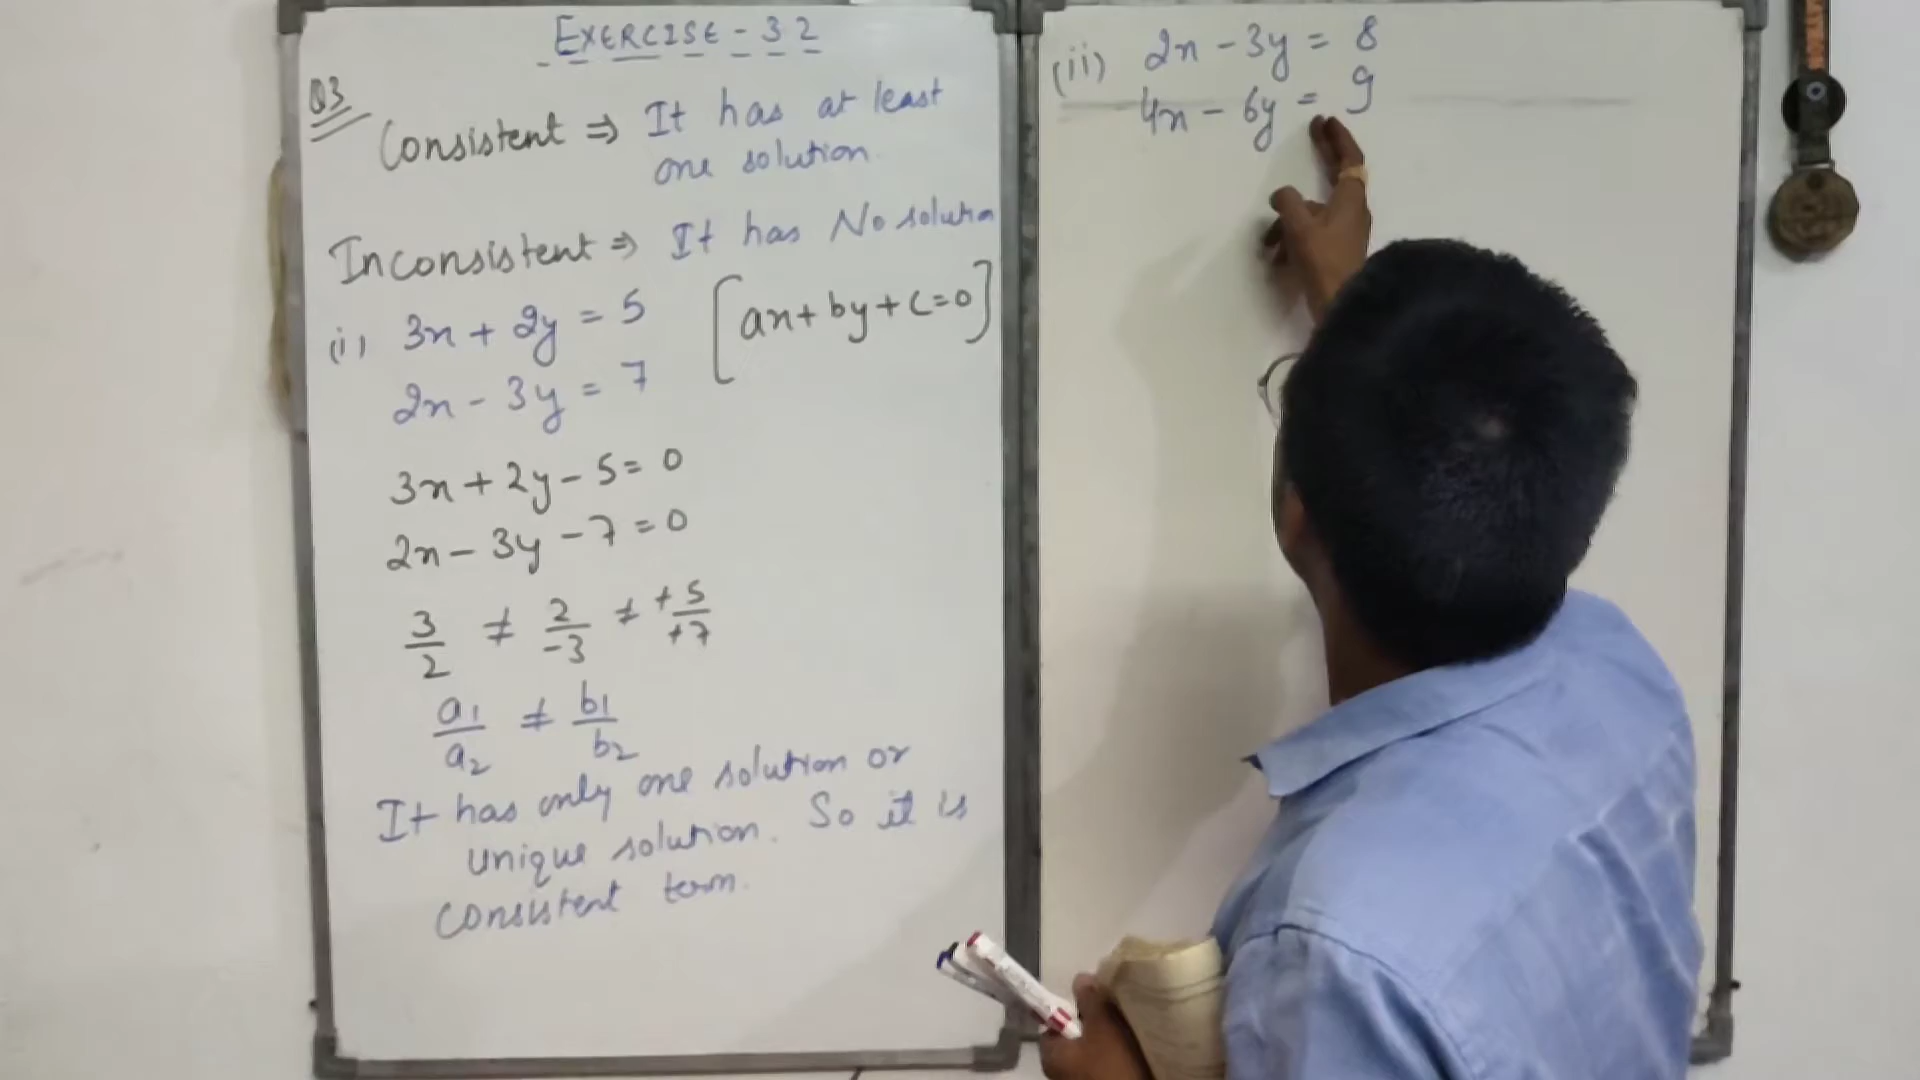 EXERCISE - 3 2
Q3
Consistent ⇒ It has at least
one solution.
Inconsistent ⇒ It has No solution
(i) 3x + 2y = 5 [ax + by + c = 0]
2x - 3y = 7
3x + 2y - 5 = 0
2x - 3y - 7 = 0
3/2 ≠ 2/-3 ≠ +5/+7
a1/a2 ≠ b1/b2
It has only one solution or
unique solution. So it is
consistent term.
(ii) 2x - 3y = 8
4x - 6y = 9